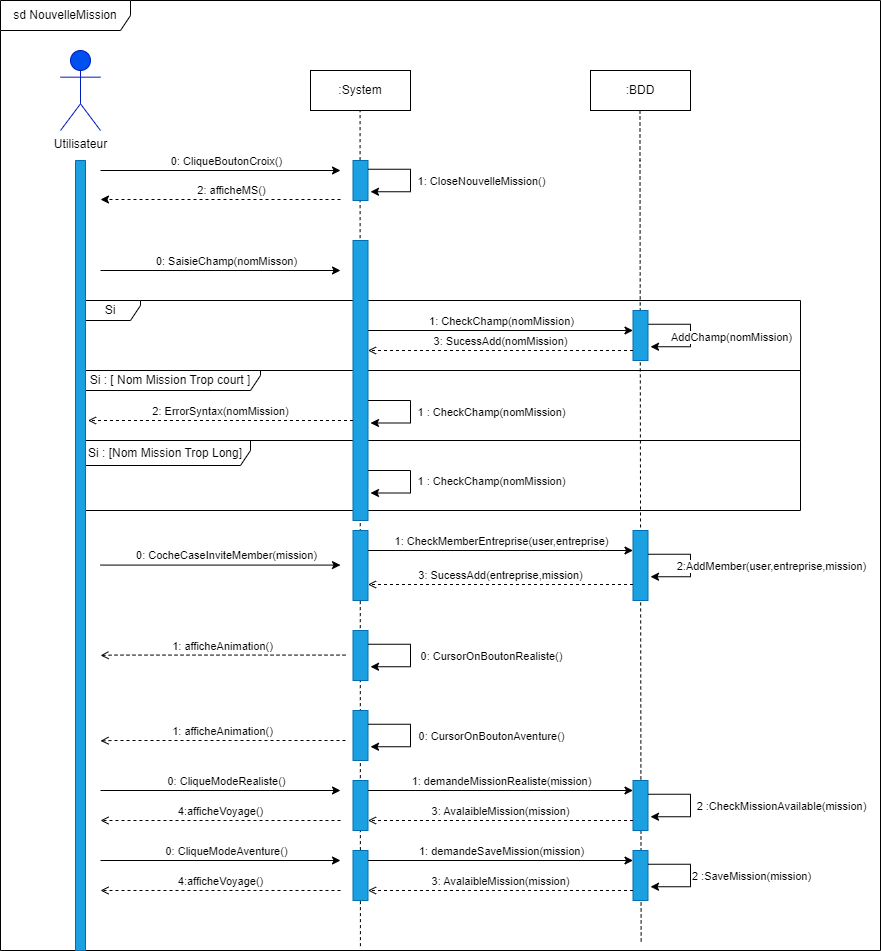 sd NouvelleMission
:System
:BDD
Utilisateur
0: CliqueBoutonCroix()
1: CloseNouvelleMission()
2: afficheMS()
0: SaisieChamp(nomMisson)
Si
1: CheckChamp(nomMission)
AddChamp(nomMission)
3: SucessAdd(nomMission)
Si : [ Nom Mission Trop court ]
2: ErrorSyntax(nomMission)
1 : CheckChamp(nomMission)
Si : [Nom Mission Trop Long]
1 : CheckChamp(nomMission)
1: CheckMemberEntreprise(user,entreprise)
0: CocheCaseInviteMember(mission)
2:AddMember(user,entreprise,mission)
3: SucessAdd(entreprise,mission)
1: afficheAnimation()
0: CursorOnBoutonRealiste()
1: afficheAnimation()
0: CursorOnBoutonAventure()
0: CliqueModeRealiste()
1: demandeMissionRealiste(mission)
2 :CheckMissionAvailable(mission)
4:afficheVoyage()
3: AvalaibleMission(mission)
0: CliqueModeAventure()
1: demandeSaveMission(mission)
2 :SaveMission(mission)
4:afficheVoyage()
3: AvalaibleMission(mission)